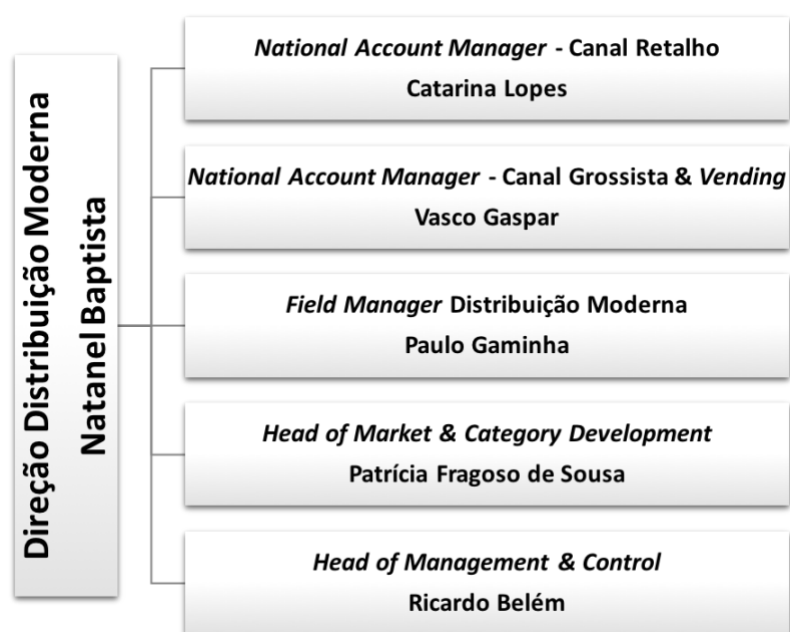 Direção Distribuição Moderna
Natanel Baptista
National Account Manager - Canal Retalho
Catarina Lopes
National Account Manager - Canal Grossista & Vending
Vasco Gaspar
Field Manager Distribuição Moderna
Paulo Gaminha
Head of Market & Category Development
Patrícia Fragoso de Sousa
Head of Management & Control
Ricardo Belém